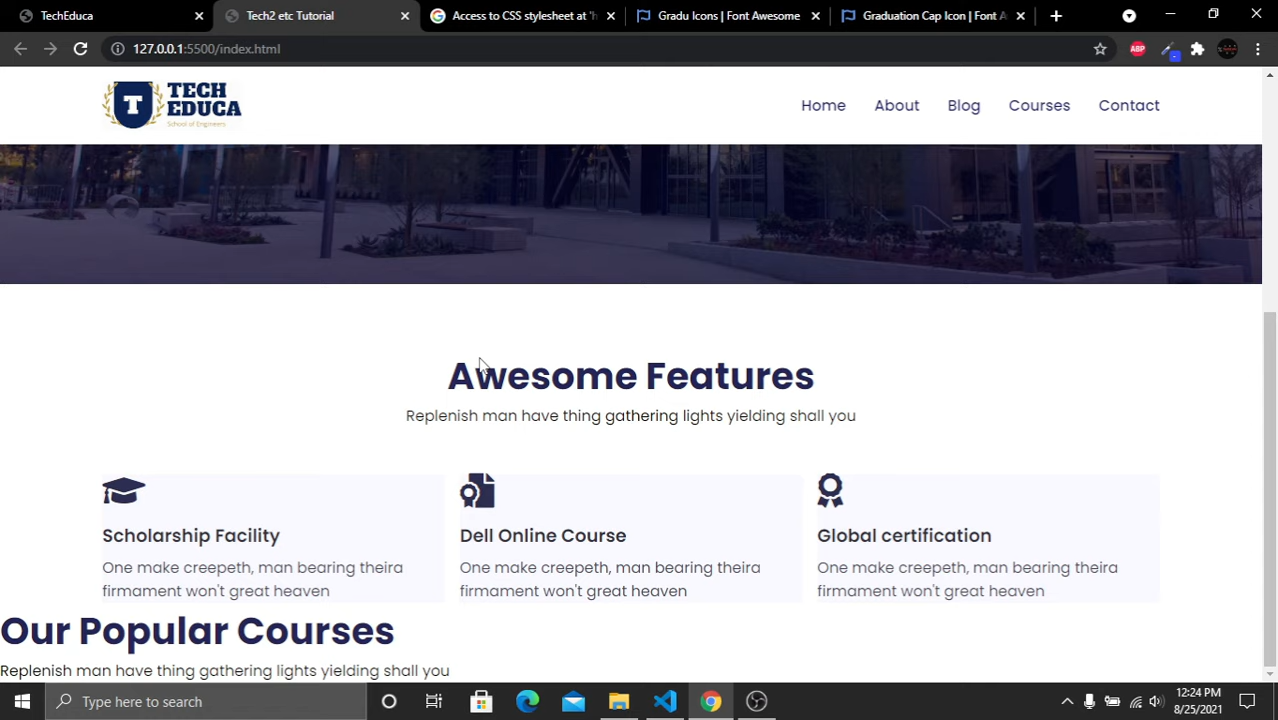 TechEduca
Tech2 etc Tutorial
Access to CSS stylesheet at 'h
Gradu Icons | Font Awesome
Graduation Cap Icon | Font A
127.0.0.1:5500/index.html
ABP
T
TECH
EDUCA
School of Engineers
Home
About
Blog
Courses
Contact
Awesome Features
Replenish man have thing gathering lights yielding shall you
Scholarship Facility
One make creepeth, man bearing theira
firmament won't great heaven
Dell Online Course
One make creepeth, man bearing theira
firmament won't great heaven
Global certification
One make creepeth, man bearing theira
firmament won't great heaven
Our Popular Courses
Replenish man have thing gathering lights yielding shall you
Type here to search
12:24 PM
8/25/2021